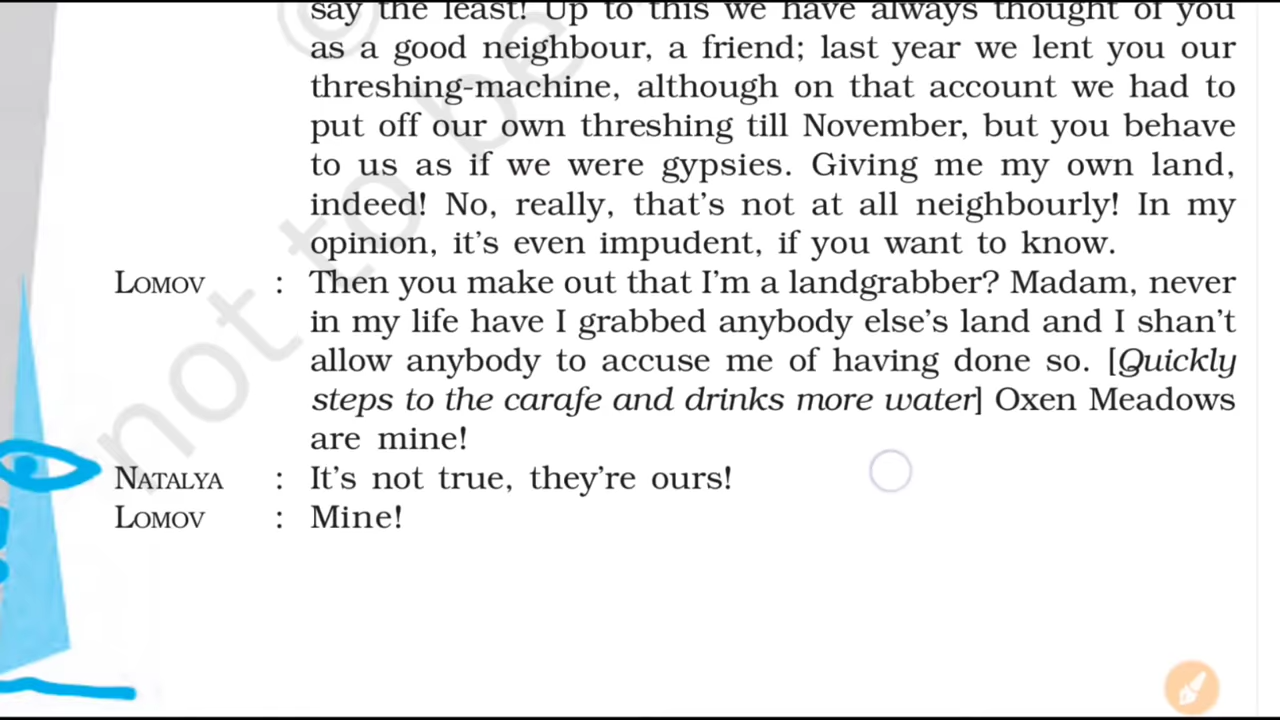 say the least! Up to this we have always thought of you
as a good neighbour, a friend; last year we lent you our
threshing-machine, although on that account we had to
put off our own threshing till November, but you behave
to us as if we were gypsies. Giving me my own land,
indeed! No, really, that's not at all neighbourly! In my
opinion, it's even impudent, if you want to know.
LOMOV : Then you make out that I'm a landgrabber? Madam, never
in my life have I grabbed anybody else's land and I shan't
allow anybody to accuse me of having done so. [Quickly
steps to the carafe and drinks more water] Oxen Meadows
are mine!
NATALYA : It's not true, they're ours!
LOMOV : Mine!
©
not to be